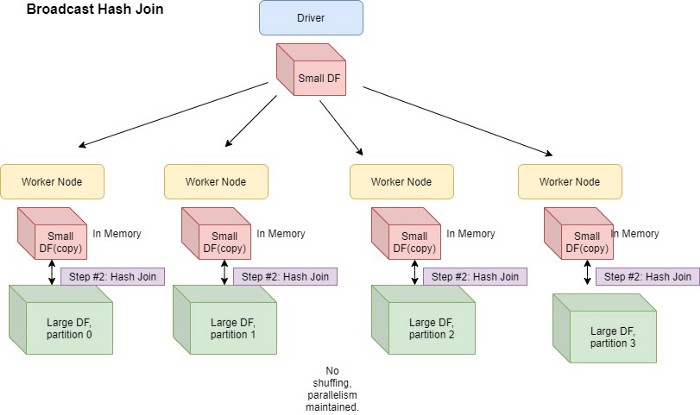 Broadcast Hash Join
Driver
Small DF
Worker Node
Worker Node
Worker Node
Worker Node
Small
DF(copy)
In Memory
Small
DF(copy)
In Memory
Small
DF(copy)
In Memory
Small
DF(copy)
In Memory
Step #2: Hash Join
Step #2: Hash Join
Step #2: Hash Join
Step #2: Hash Join
Large DF,
partition 0
Large DF,
partition 1
Large DF,
partition 2
Large DF,
partition 3
No
shuffing,
parallelism
maintained.